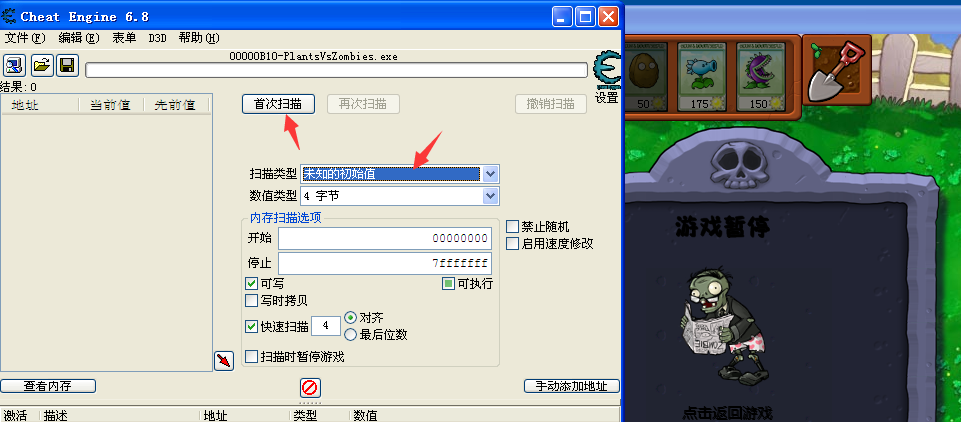 Cheat Engine 6.8
文件(F) 编辑(E) 表单 D3D 帮助(H)
00000B10-PlantsVsZombies.exe
结果: 0
设置
地址 当前值 先前值
首次扫描 再次扫描 撤销扫描
扫描类型 未知的初始值
数值类型 4 字节
内存扫描选项
开始 00000000
停止 7fffffff
可写 可执行
写时拷贝
快速扫描 4 对齐
最后位数
扫描时暂停游戏
禁止随机
启用速度修改
查看内存 手动添加地址
激活 描述 地址 类型 数值
50 175 150
游戏暂停
ZOMBIE
点击返回游戏